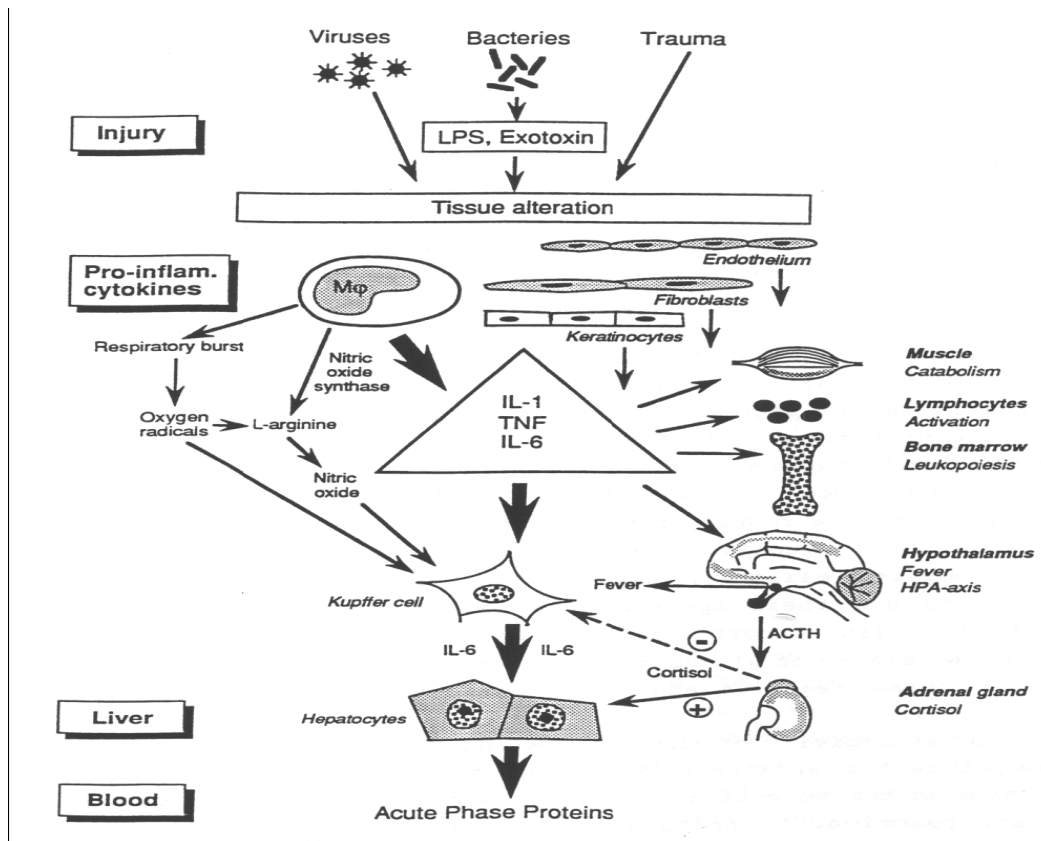 Viruses
Bacteries
Trauma
Injury
LPS, Exotoxin
Tissue alteration
Endothelium
Pro-inflam.
cytokines
Mφ
Fibroblasts
Keratinocytes
Respiratory burst
Nitric
oxide
synthase
Muscle
Catabolism
IL-1
TNF
IL-6
Lymphocytes
Activation
Oxygen
radicals
L-arginine
Bone marrow
Leukopoiesis
Nitric
oxide
Hypothalamus
Fever
HPA-axis
Fever
Kupffer cell
ACTH
-
IL-6
IL-6
Cortisol
+
Adrenal gland
Cortisol
Liver
Hepatocytes
Blood
Acute Phase Proteins